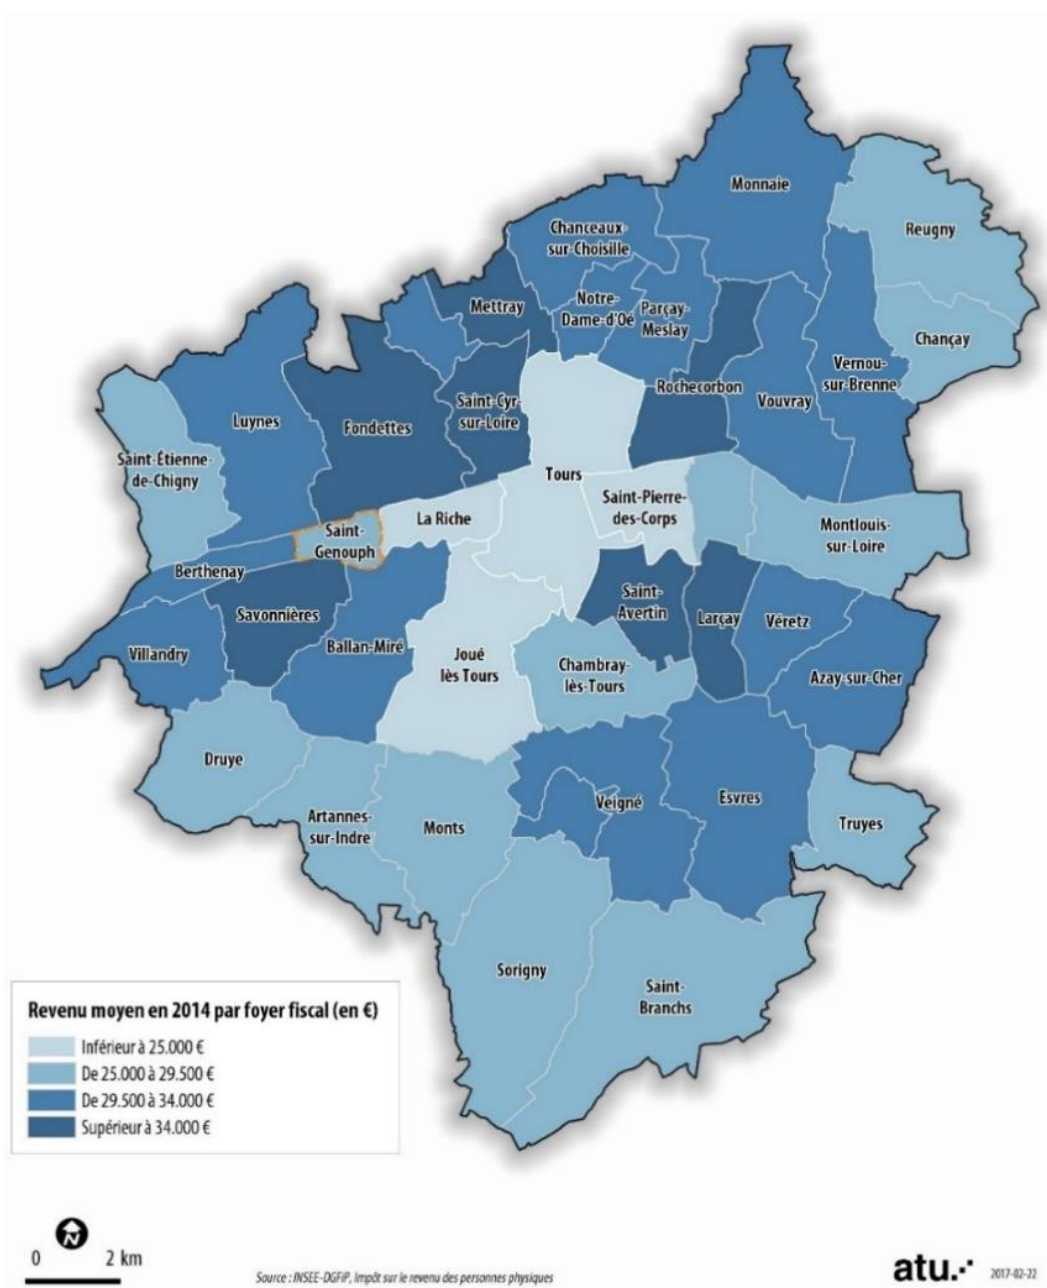 Monnaie
Reugny
Chanceaux-
sur-Choisille
Mettray
Notre-
Dame-d'Oé
Parçay-
Meslay
Chançay
Vernou-
sur-Brenne
Rochecorbon
Vouvray
Luynes
Fondettes
Saint-Cyr-
sur-Loire
Saint-Étienne-
de-Chigny
Tours
Saint-Pierre-
des-Corps
La Riche
Saint-
Genouph
Montlouis-
sur-Loire
Berthenay
Savonnières
Saint-
Avertin
Larçay
Véretz
Villandry
Ballan-Miré
Joué
lès Tours
Chambray-
lès-Tours
Azay-sur-Cher
Druye
Artannes-
sur-Indre
Monts
Veigné
Esvres
Truyes
Sorigny
Saint-
Branchs
Revenu moyen en 2014 par foyer fiscal (en €)
Inférieur à 25.000 €
De 25.000 à 29.500 €
De 29.500 à 34.000 €
Supérieur à 34.000 €
N
0 2 km
Source : INSEE-DGFiP, Impôt sur le revenu des personnes physiques
atu
2017-02-22